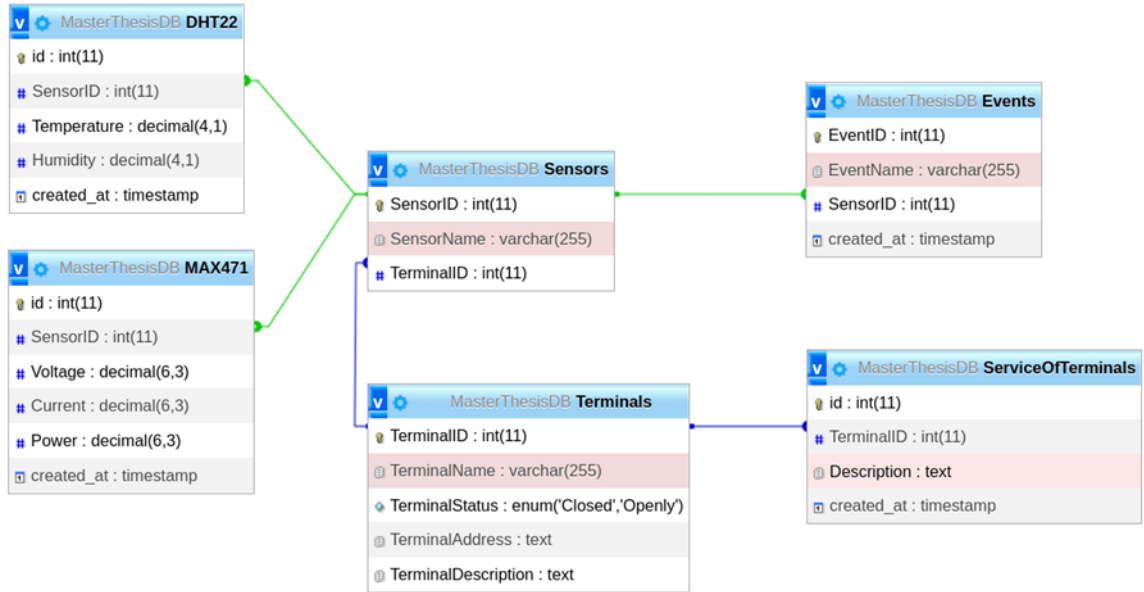 v MasterThesisDB DHT22
id : int(11)
# SensorID : int(11)
# Temperature : decimal(4,1)
# Humidity : decimal(4,1)
created_at : timestamp
v MasterThesisDB MAX471
id : int(11)
# SensorID : int(11)
# Voltage : decimal(6,3)
# Current : decimal(6,3)
# Power : decimal(6,3)
created_at : timestamp
v MasterThesisDB Sensors
SensorID : int(11)
SensorName : varchar(255)
# TerminalID : int(11)
v MasterThesisDB Terminals
TerminalID : int(11)
TerminalName : varchar(255)
TerminalStatus : enum('Closed','Openly')
TerminalAddress : text
TerminalDescription : text
v MasterThesisDB Events
EventID : int(11)
EventName : varchar(255)
# SensorID : int(11)
created_at : timestamp
v MasterThesisDB ServiceOfTerminals
id : int(11)
# TerminalID : int(11)
Description : text
created_at : timestamp